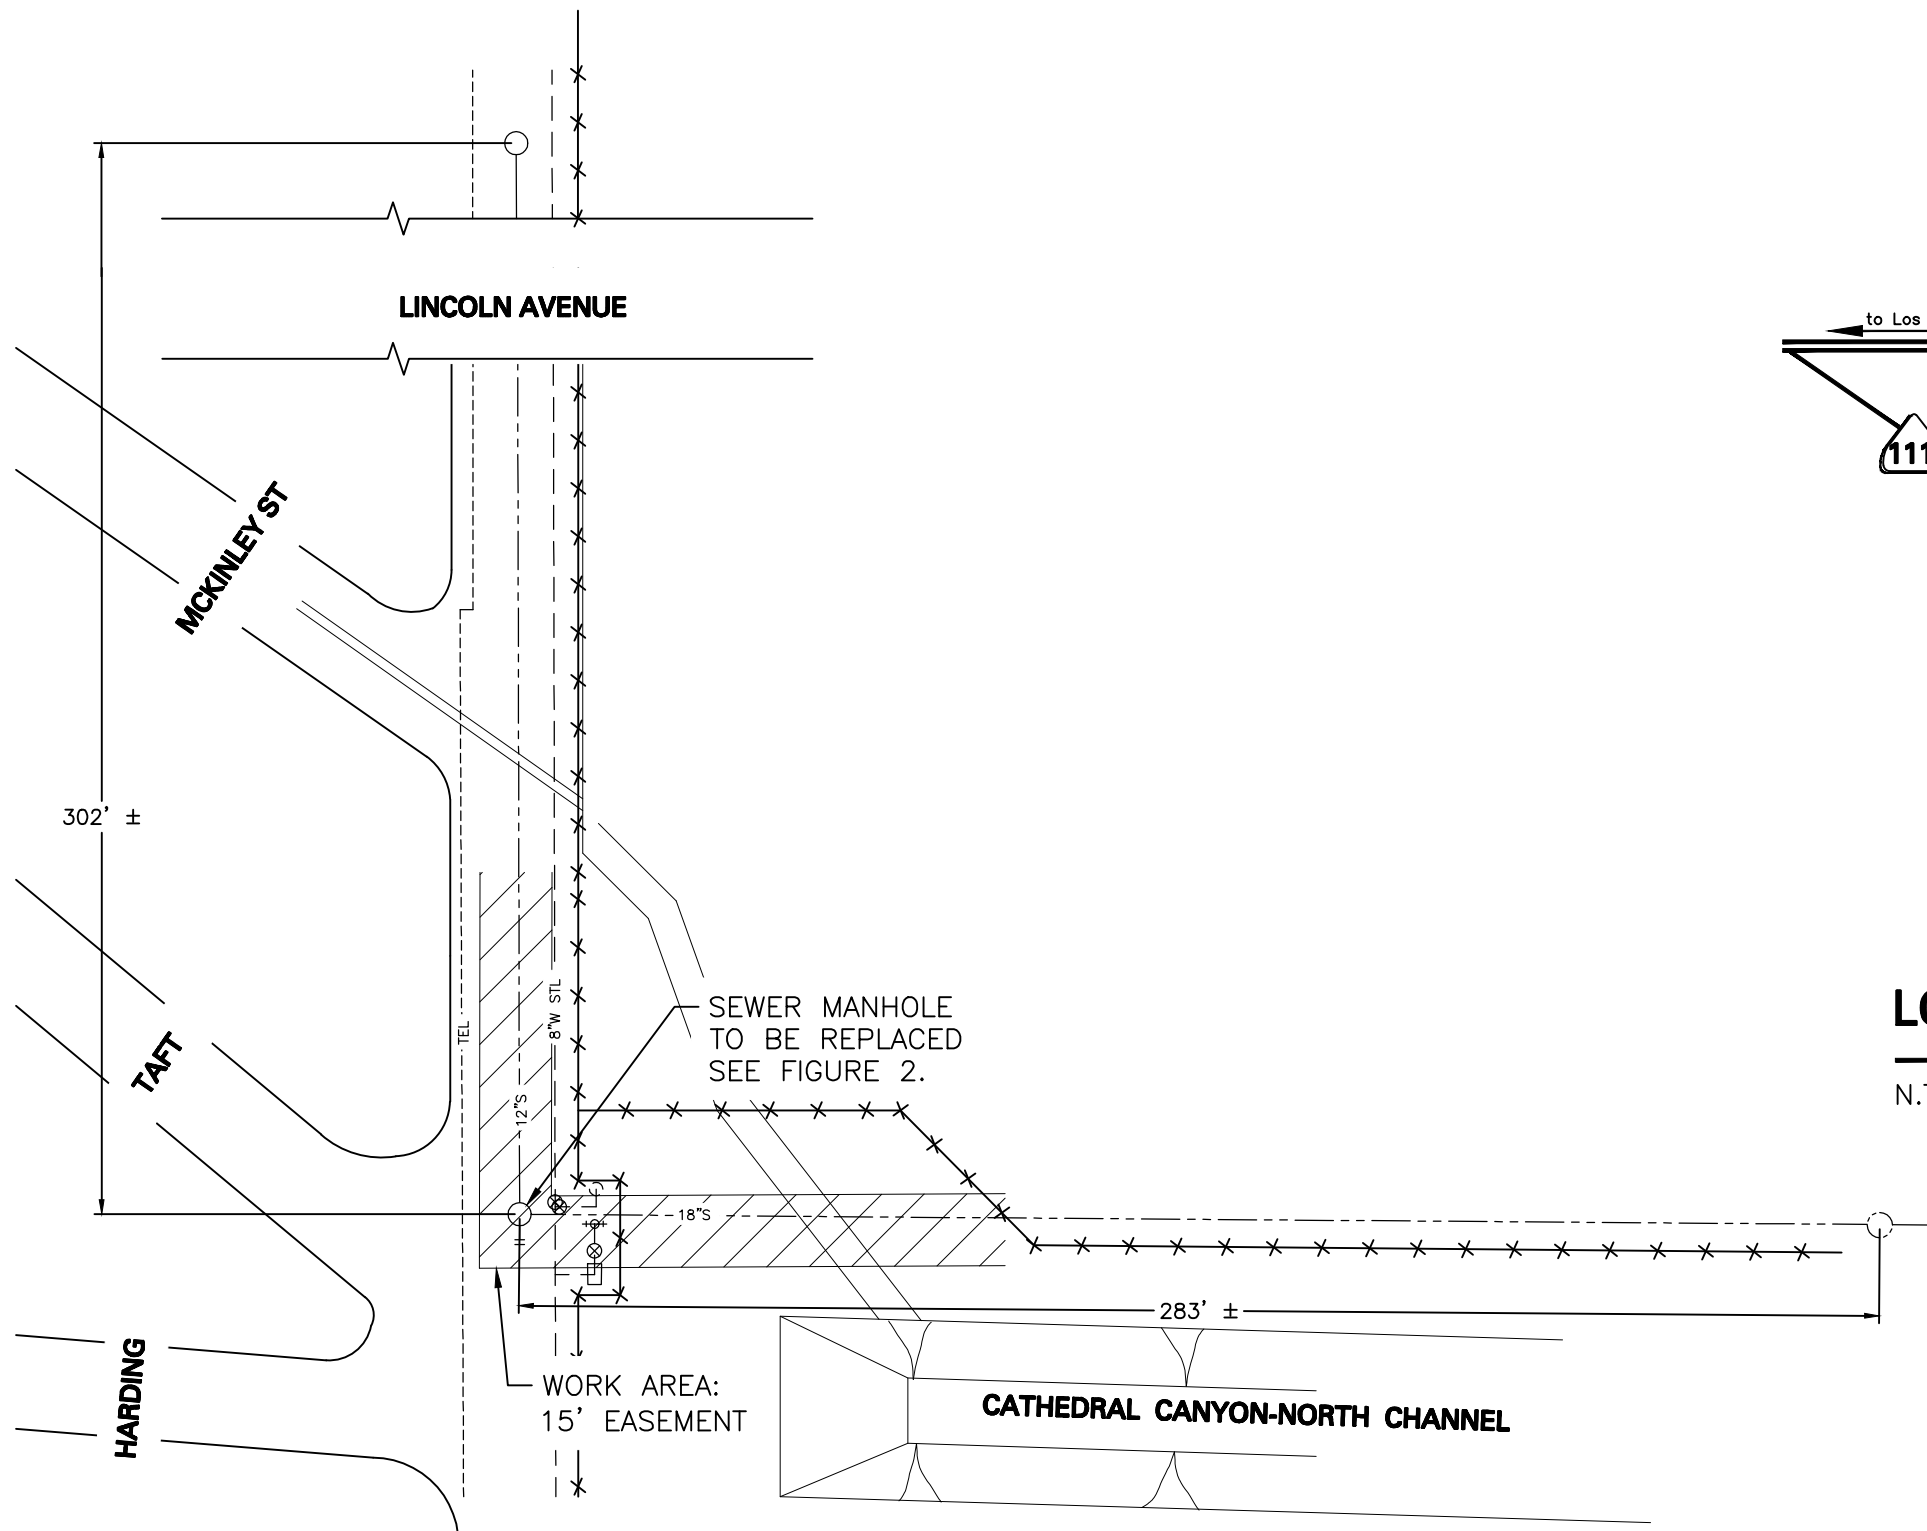 LINCOLN AVENUE
to Los
111
MCKINLEY ST
302' ±
TEL
8"W STL
12"S
SEWER MANHOLE
TO BE REPLACED
SEE FIGURE 2.
N.
TAFT
18"S
283' ±
WORK AREA:
15' EASEMENT
HARDING
CATHEDRAL CANYON-NORTH CHANNEL